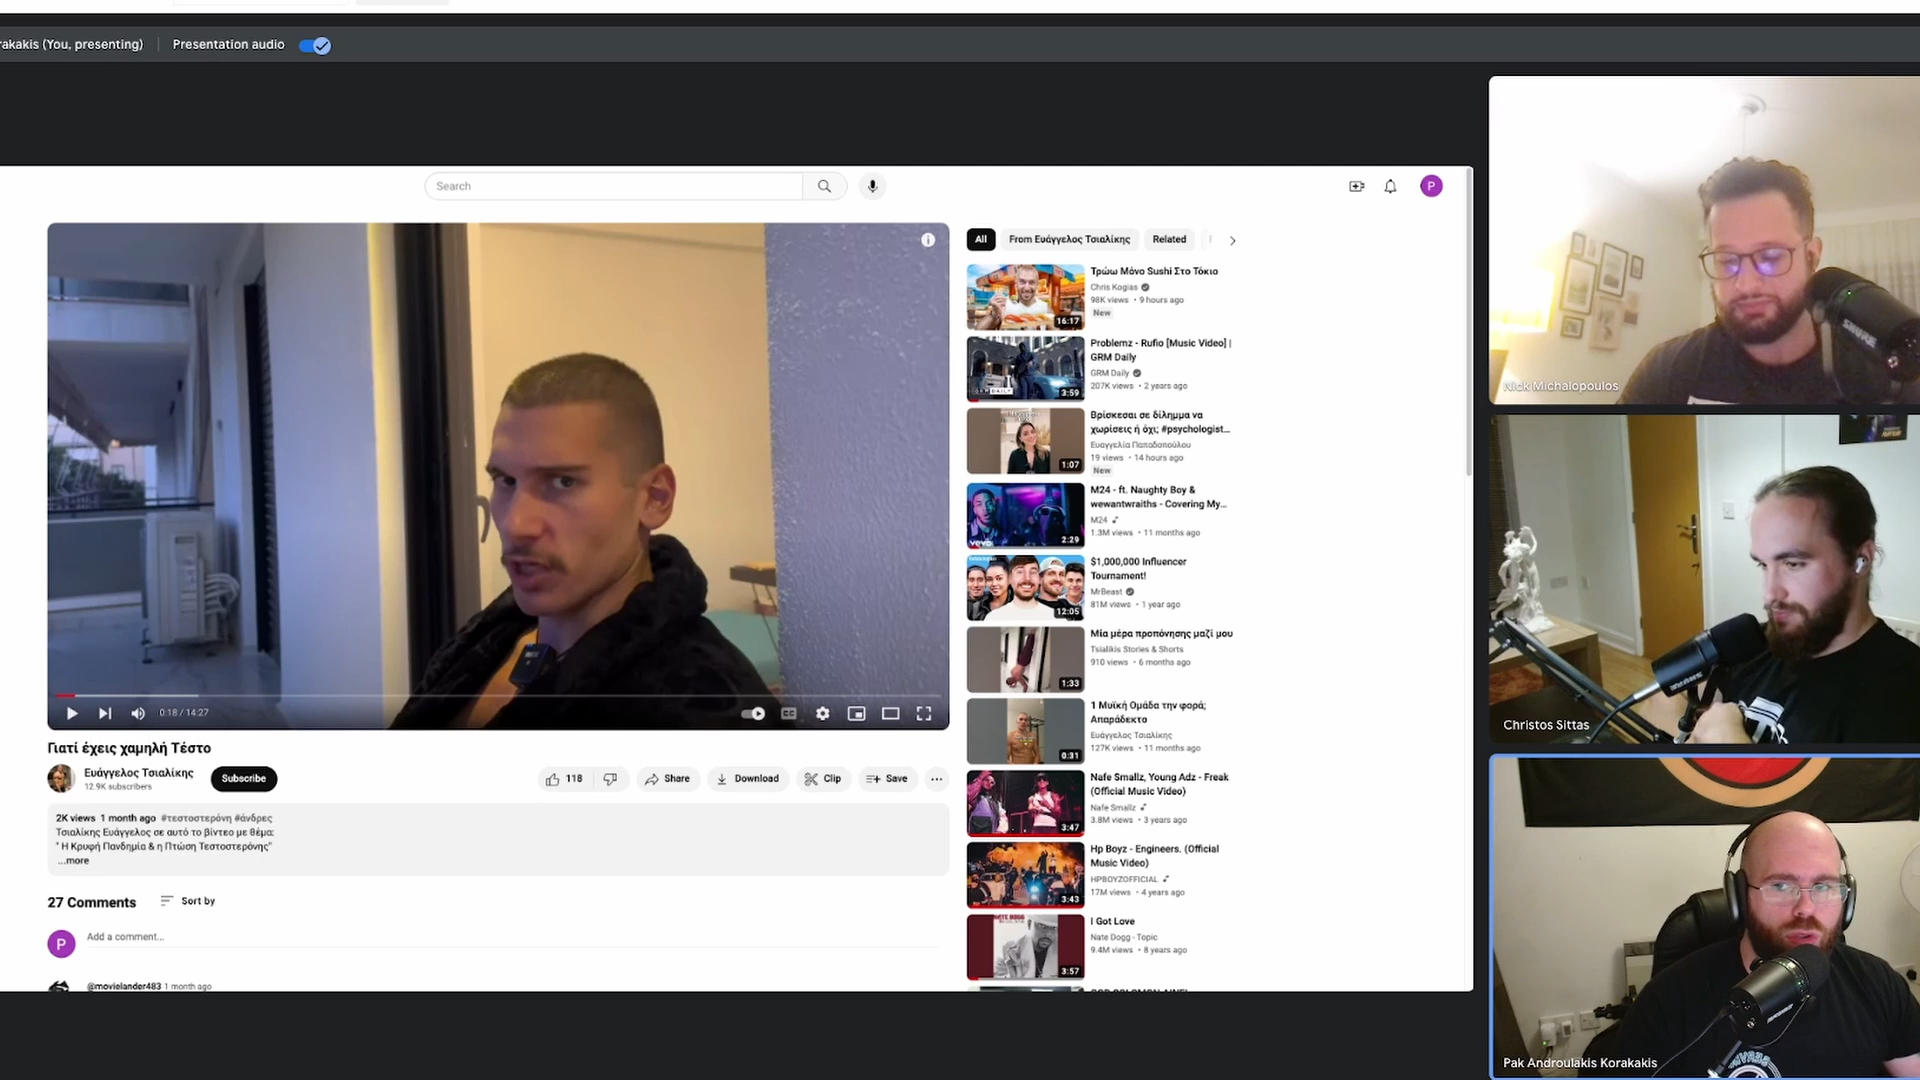 akakis (You, presenting)
Presentation audio
Search
P
All
From Ευάγγελος Τσιαλίκης
Related
Τρώω Μόνο Sushi Στο Τόκιο
Chris Kogias
98K views • 9 hours ago
New
16:17
Problemz - Rufio [Music Video] |
GRM Daily
GRM Daily
207K views • 2 years ago
3:59
Βρίσκεσαι σε δίλημμα να
χωρίσεις ή όχι; #psychologist...
Ευαγγελία Παπαδοπούλου
19 views • 14 hours ago
New
1:07
M24 - ft. Naughty Boy &
wewantwraiths - Covering My...
M24
1.3M views • 11 months ago
vevo
2:29
$1,000,000 Influencer
Tournament!
MrBeast
81M views • 1 year ago
12:05
Μία μέρα προπόνησης μαζί μου
Tsialikis Stories & Shorts
910 views • 6 months ago
1:33
1 Μυϊκή Ομάδα την φορά;
Απαράδεκτο
Ευάγγελος Τσιαλίκης
127K views • 11 months ago
0:31
Nafe Smallz, Young Adz - Freak
(Official Music Video)
Nafe Smallz
3.8M views • 3 years ago
3:47
Hp Boyz - Engineers. (Official
Music Video)
HPBOYZOFFICIAL
17M views • 4 years ago
3:43
I Got Love
Nate Dogg - Topic
9.4M views • 8 years ago
3:57
0:18 / 14:27
Γιατί έχεις χαμηλή Τέστο
Ευάγγελος Τσιαλίκης
12.9K subscribers
Subscribe
118
Share
Download
Clip
Save
2K views 1 month ago #τεστοστερόνη #άνδρες
Τσιαλίκης Ευάγγελος σε αυτό το βίντεο με θέμα:
" Η Κρυφή Πανδημία & η Πτώση Τεστοστερόνης"
...more
27 Comments
Sort by
P
Add a comment...
@movielander483 1 month ago
Nick Michalopoulos
SHURE
Christos Sittas
Pak Androulakis Korakakis